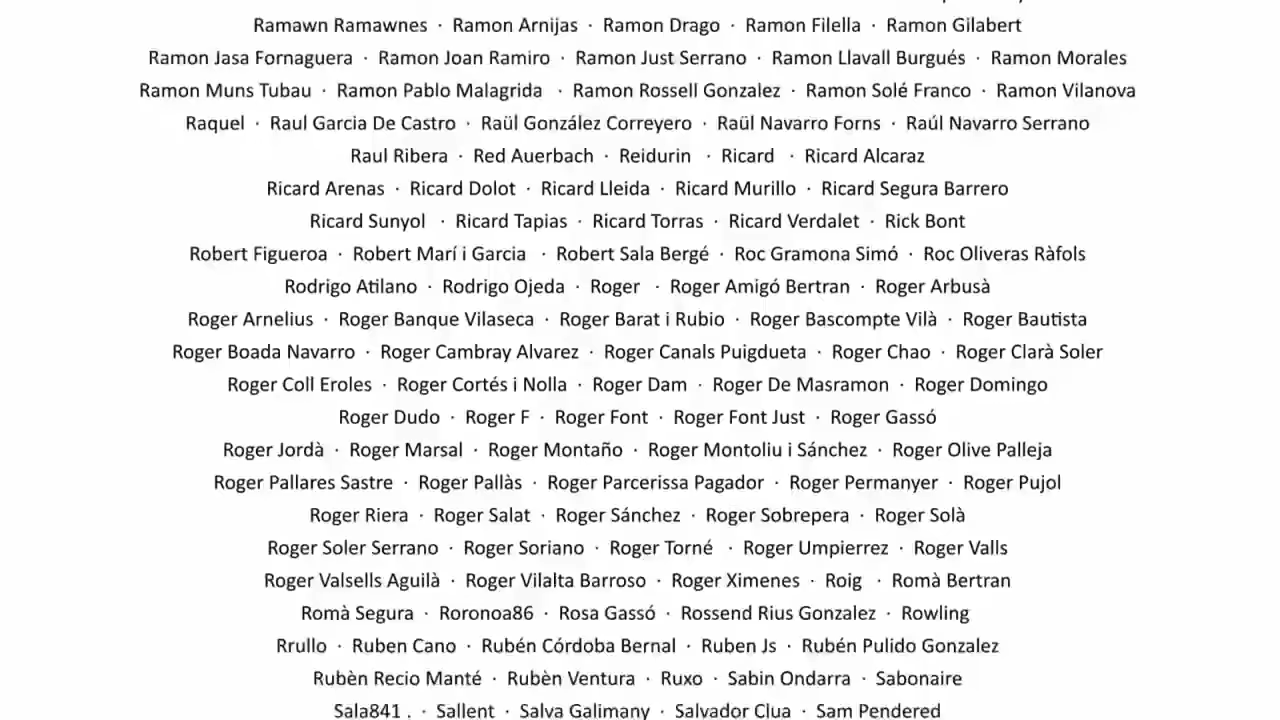 Ramawn Ramawnes · Ramon Arnijas · Ramon Drago · Ramon Filella · Ramon Gilabert
Ramon Jasa Fornaguera · Ramon Joan Ramiro · Ramon Just Serrano · Ramon Llavall Burgués · Ramon Morales
Ramon Muns Tubau · Ramon Pablo Malagrida · Ramon Rossell Gonzalez · Ramon Solé Franco · Ramon Vilanova
Raquel · Raul Garcia De Castro · Raül González Correyero · Raül Navarro Forns · Raúl Navarro Serrano
Raul Ribera · Red Auerbach · Reidurin · Ricard · Ricard Alcaraz
Ricard Arenas · Ricard Dolot · Ricard Lleida · Ricard Murillo · Ricard Segura Barrero
Ricard Sunyol · Ricard Tapias · Ricard Torras · Ricard Verdalet · Rick Bont
Robert Figueroa · Robert Marí i Garcia · Robert Sala Bergé · Roc Gramona Simó · Roc Oliveras Ràfols
Rodrigo Atilano · Rodrigo Ojeda · Roger · Roger Amigó Bertran · Roger Arbusà
Roger Arnelius · Roger Banque Vilaseca · Roger Barat i Rubio · Roger Bascompte Vilà · Roger Bautista
Roger Boada Navarro · Roger Cambray Alvarez · Roger Canals Puigdueta · Roger Chao · Roger Clarà Soler
Roger Coll Eroles · Roger Cortés i Nolla · Roger Dam · Roger De Masramon · Roger Domingo
Roger Dudo · Roger F · Roger Font · Roger Font Just · Roger Gassó
Roger Jordà · Roger Marsal · Roger Montaño · Roger Montoliu i Sánchez · Roger Olive Palleja
Roger Pallares Sastre · Roger Pallàs · Roger Parcerissa Pagador · Roger Permanyer · Roger Pujol
Roger Riera · Roger Salat · Roger Sánchez · Roger Sobrepera · Roger Solà
Roger Soler Serrano · Roger Soriano · Roger Torné · Roger Umpierrez · Roger Valls
Roger Valsells Aguilà · Roger Vilalta Barroso · Roger Ximenes · Roig · Romà Bertran
Romà Segura · Roronoa86 · Rosa Gassó · Rossend Rius Gonzalez · Rowling
Rrullo · Ruben Cano · Rubén Córdoba Bernal · Ruben Js · Rubén Pulido Gonzalez
Rubèn Recio Manté · Rubèn Ventura · Ruxo · Sabin Ondarra · Sabonaire
Sala841 . · Sallent · Salva Galimany · Salvador Clua · Sam Pendered